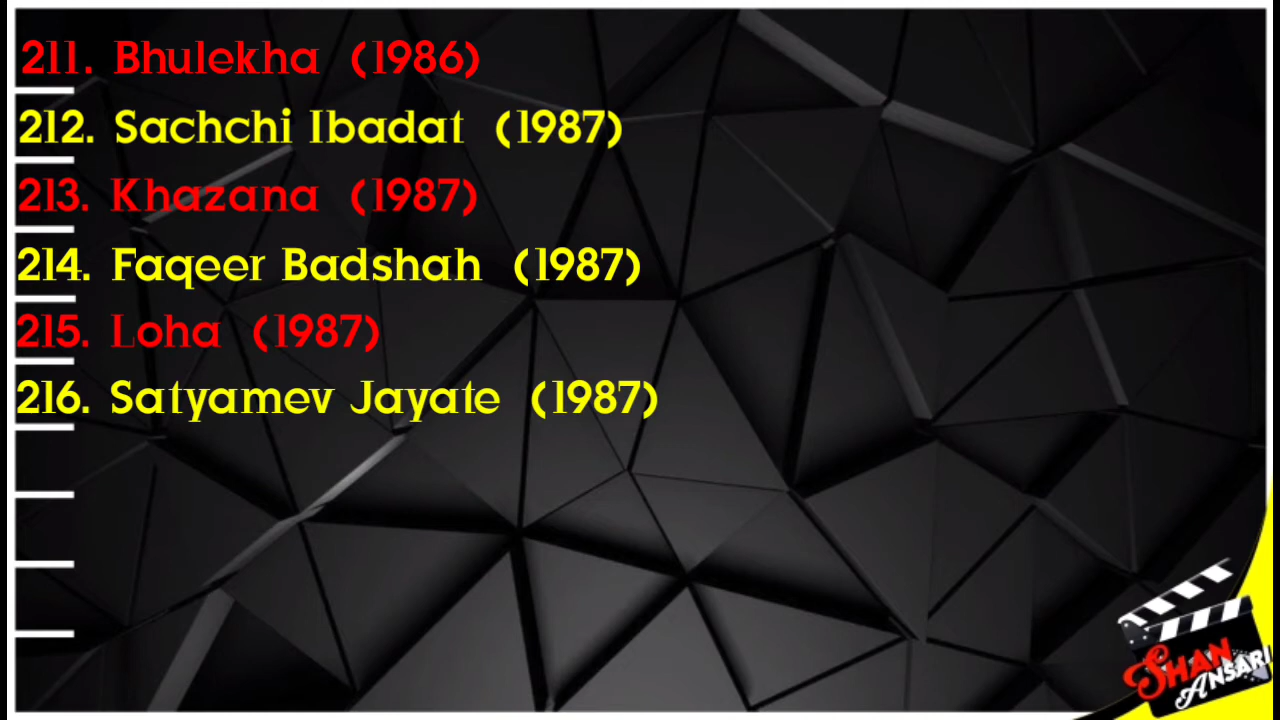 211. Bhulekha (1986)
212. Sachchi Ibadat (1987)
213. Khazana (1987)
214. Faqeer Badshah (1987)
215. Loha (1987)
216. Satyamev Jayate (1987)
SHAN
ANSARI